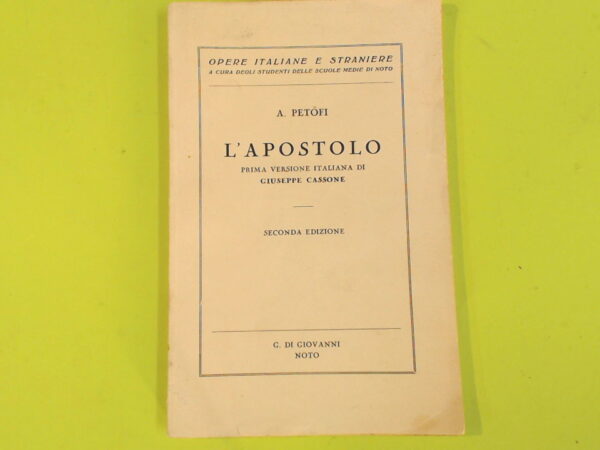 OPERE ITALIANE E STRANIERE
A CURA DEGLI STUDENTI DELLE SCUOLE MEDIE DI NOTO
A. PETŐFI
L'APOSTOLO
PRIMA VERSIONE ITALIANA DI
GIUSEPPE CASSONE
SECONDA EDIZIONE
G. DI GIOVANNI
NOTO